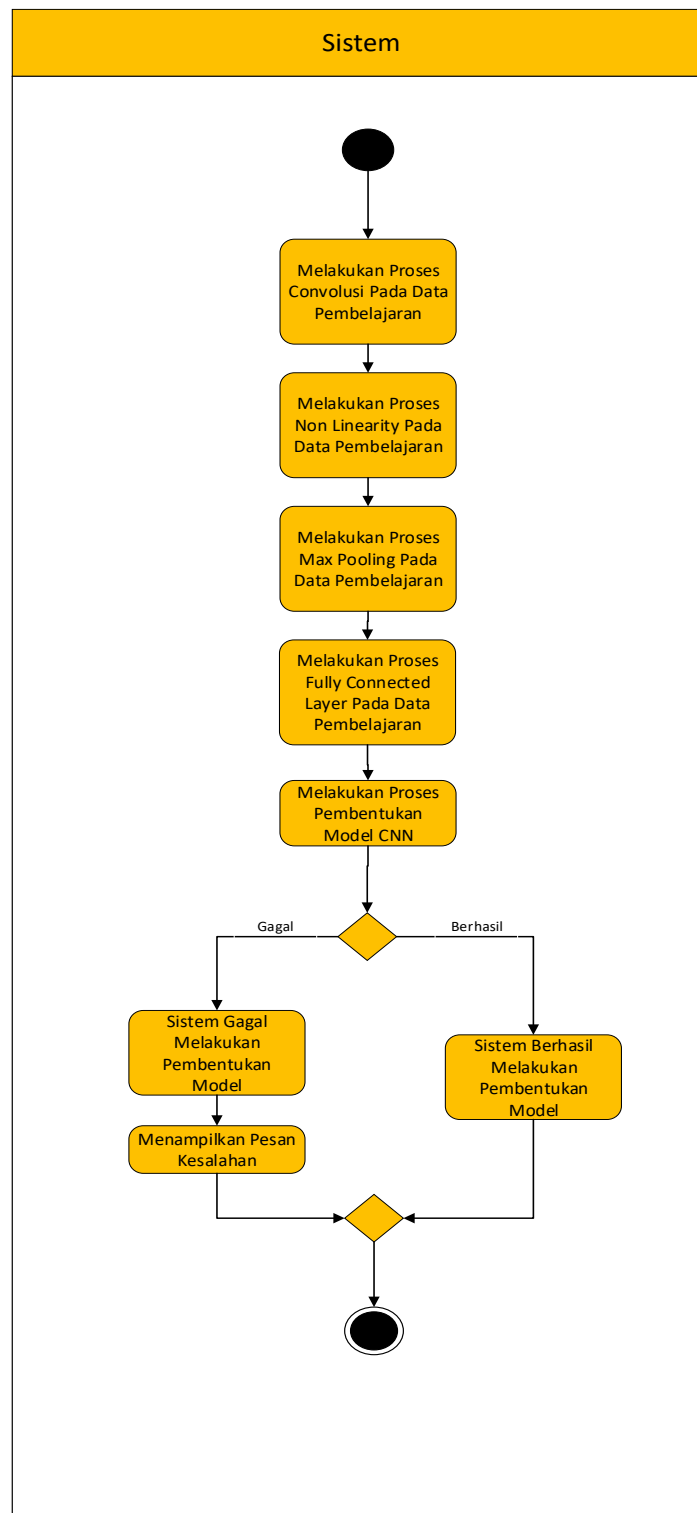 Sistem
Melakukan Proses
Convolusi Pada Data
Pembelajaran
Melakukan Proses
Non Linearity Pada
Data Pembelajaran
Melakukan Proses
Max Pooling Pada
Data Pembelajaran
Melakukan Proses
Fully Connected
Layer Pada Data
Pembelajaran
Melakukan Proses
Pembentukan
Model CNN
Gagal
Berhasil
Sistem Gagal
Melakukan
Pembentukan
Model
Menampilkan Pesan
Kesalahan
Sistem Berhasil
Melakukan
Pembentukan
Model